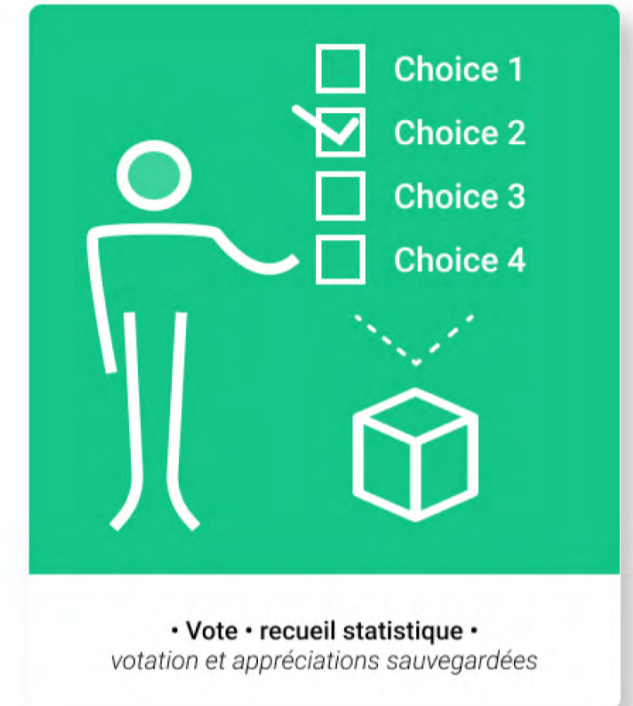 Choice 1
Choice 2
Choice 3
Choice 4
• Vote • recueil statistique •
votation et appréciations sauvegardées